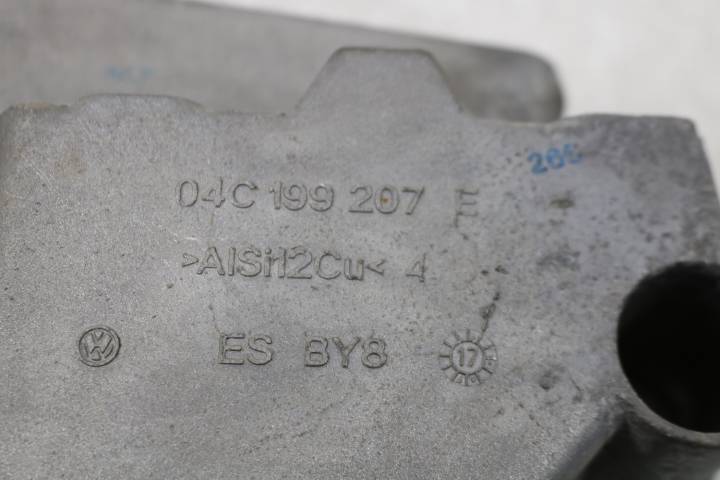 04C 199 207 E
>AlSi12Cu< 4
ES BY8 17